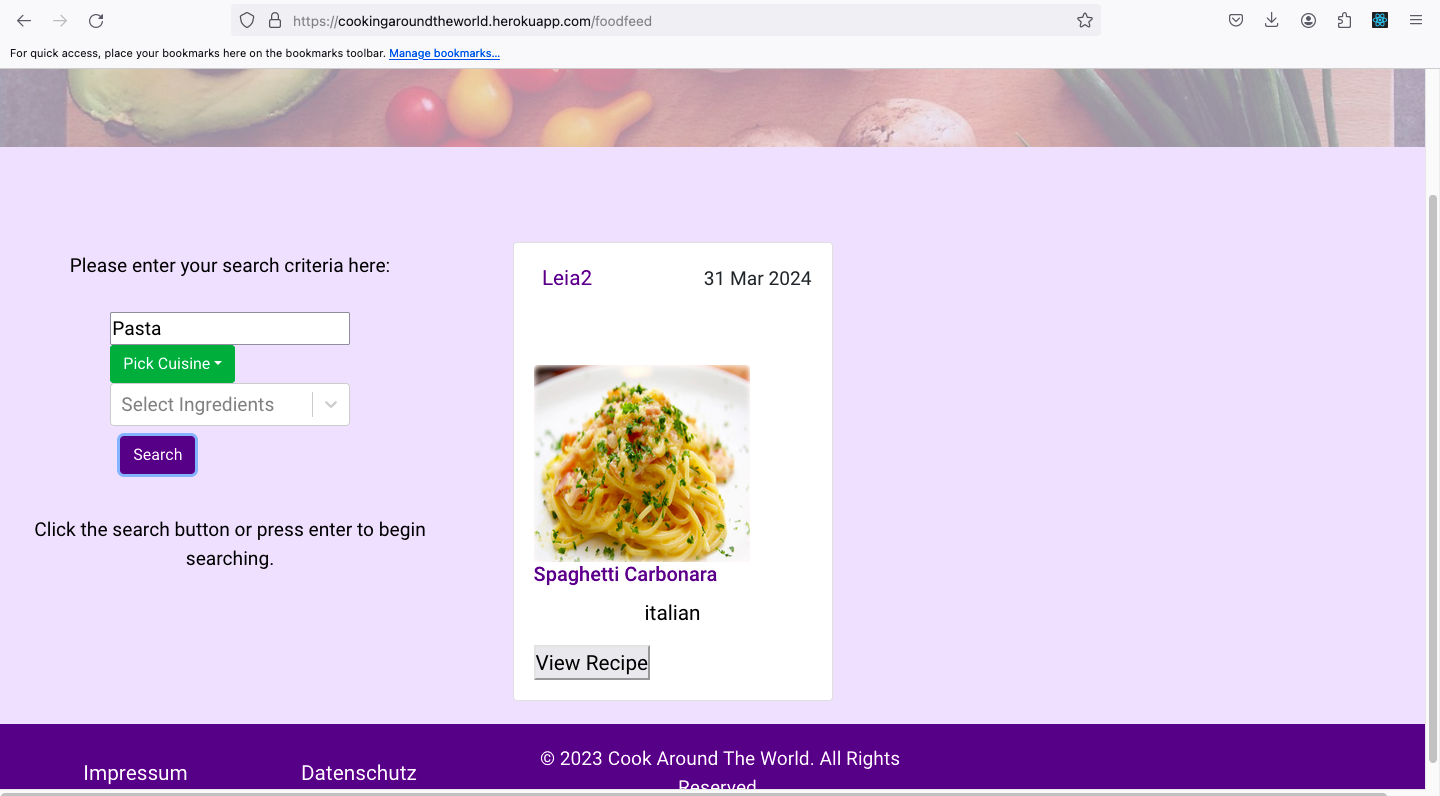 https://cookingaroundtheworld.herokuapp.com/foodfeed
For quick access, place your bookmarks here on the bookmarks toolbar. Manage bookmarks...
Please enter your search criteria here:
Pasta
Pick Cuisine
Select Ingredients
Search
Click the search button or press enter to begin
searching.
Leia2 31 Mar 2024
Spaghetti Carbonara
italian
View Recipe
Impressum
Datenschutz
© 2023 Cook Around The World. All Rights
Reserved